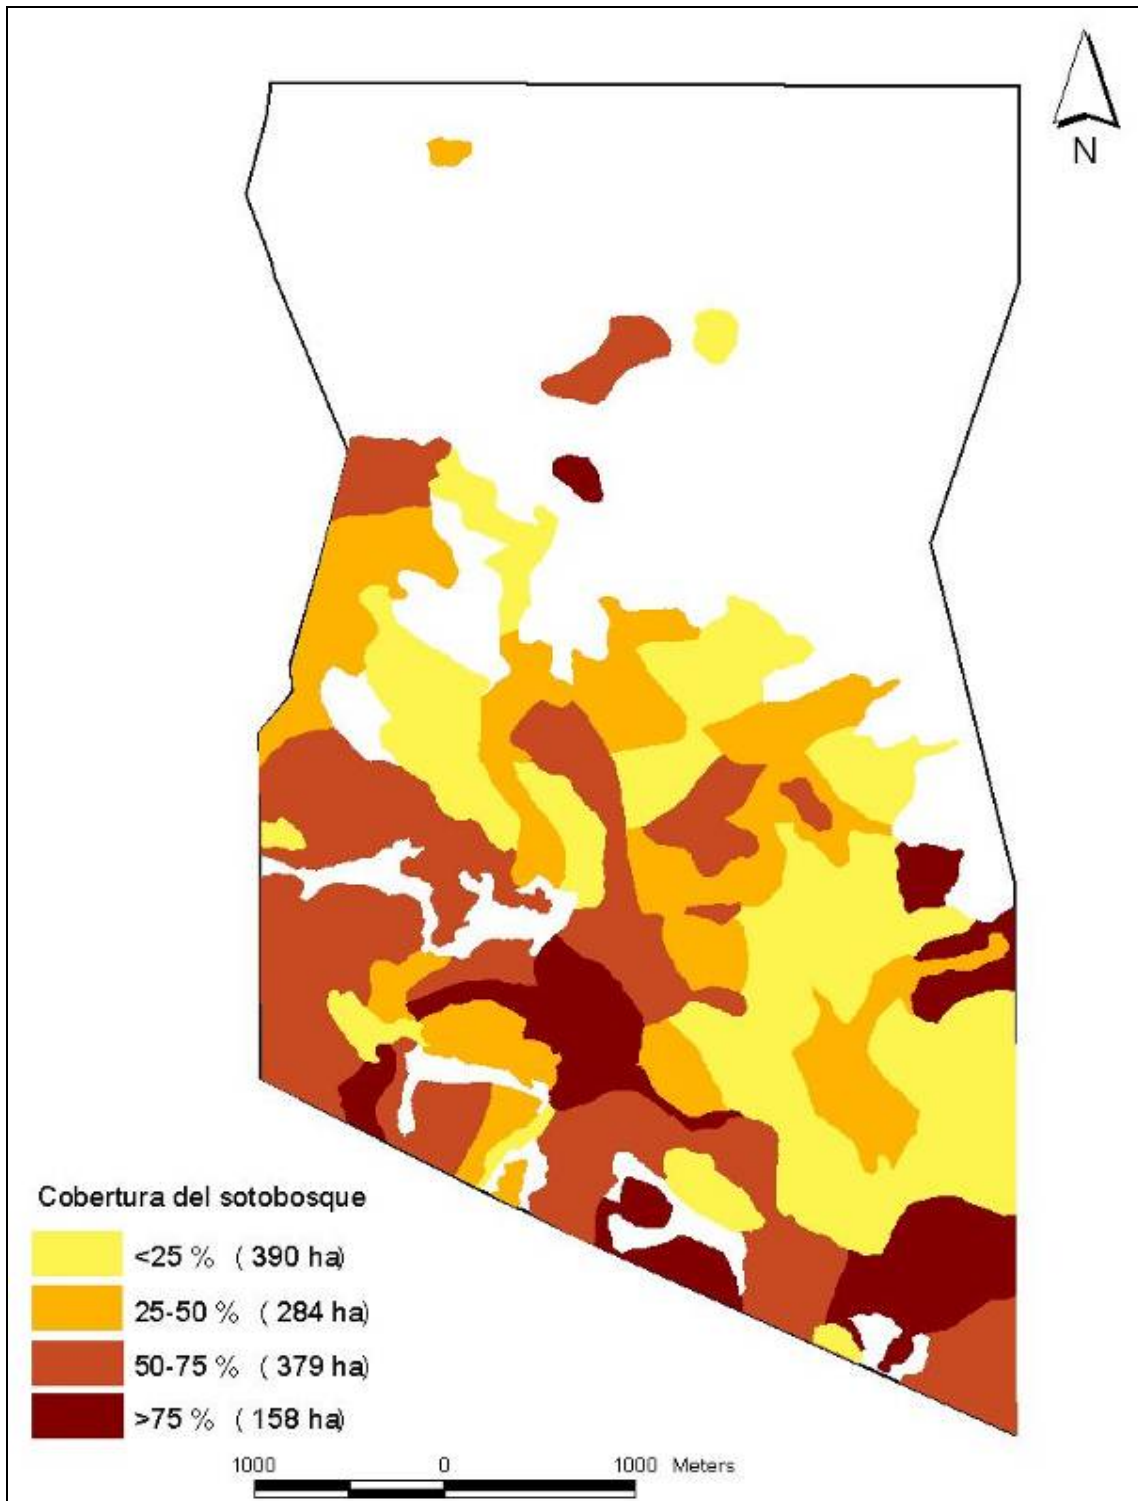 N
Cobertura del sotobosque
<25 % ( 390 ha)
25-50 % ( 284 ha)
50-75 % ( 379 ha)
>75 % ( 158 ha)
1000 0 1000 Meters